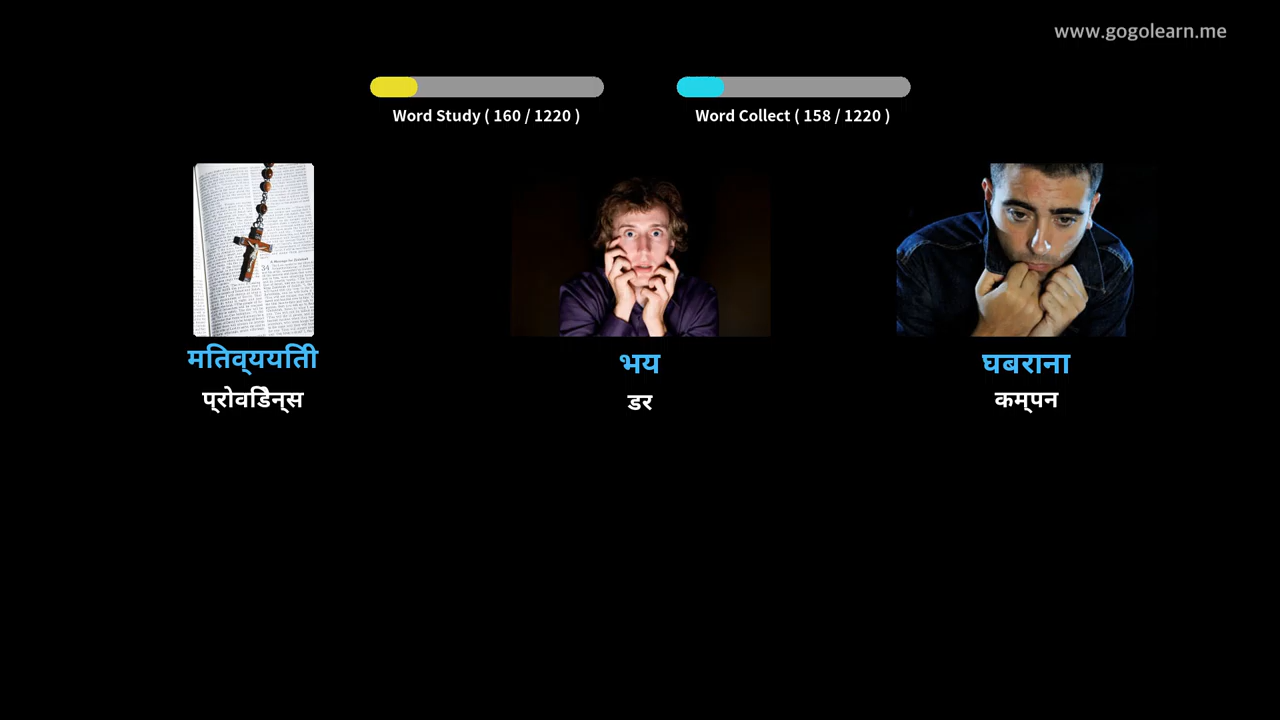 www.gogolearn.me
Word Study ( 160 / 1220 )
Word Collect ( 158 / 1220 )
मतिव्ययतिी
प्रोवडिेन्स
भय
डर
घबराना
कम्पन